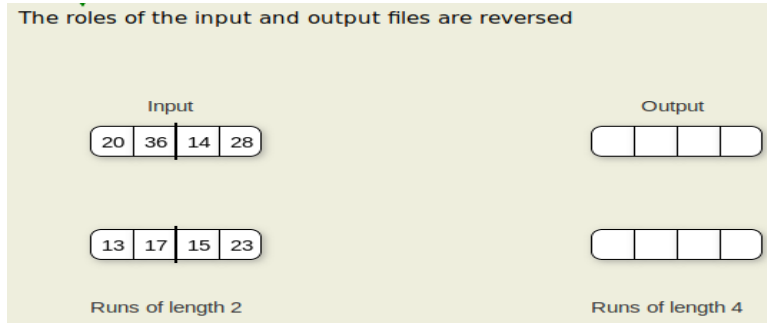 The roles of the input and output files are reversed
Input Output
20 36 14 28
13 17 15 23
Runs of length 2 Runs of length 4